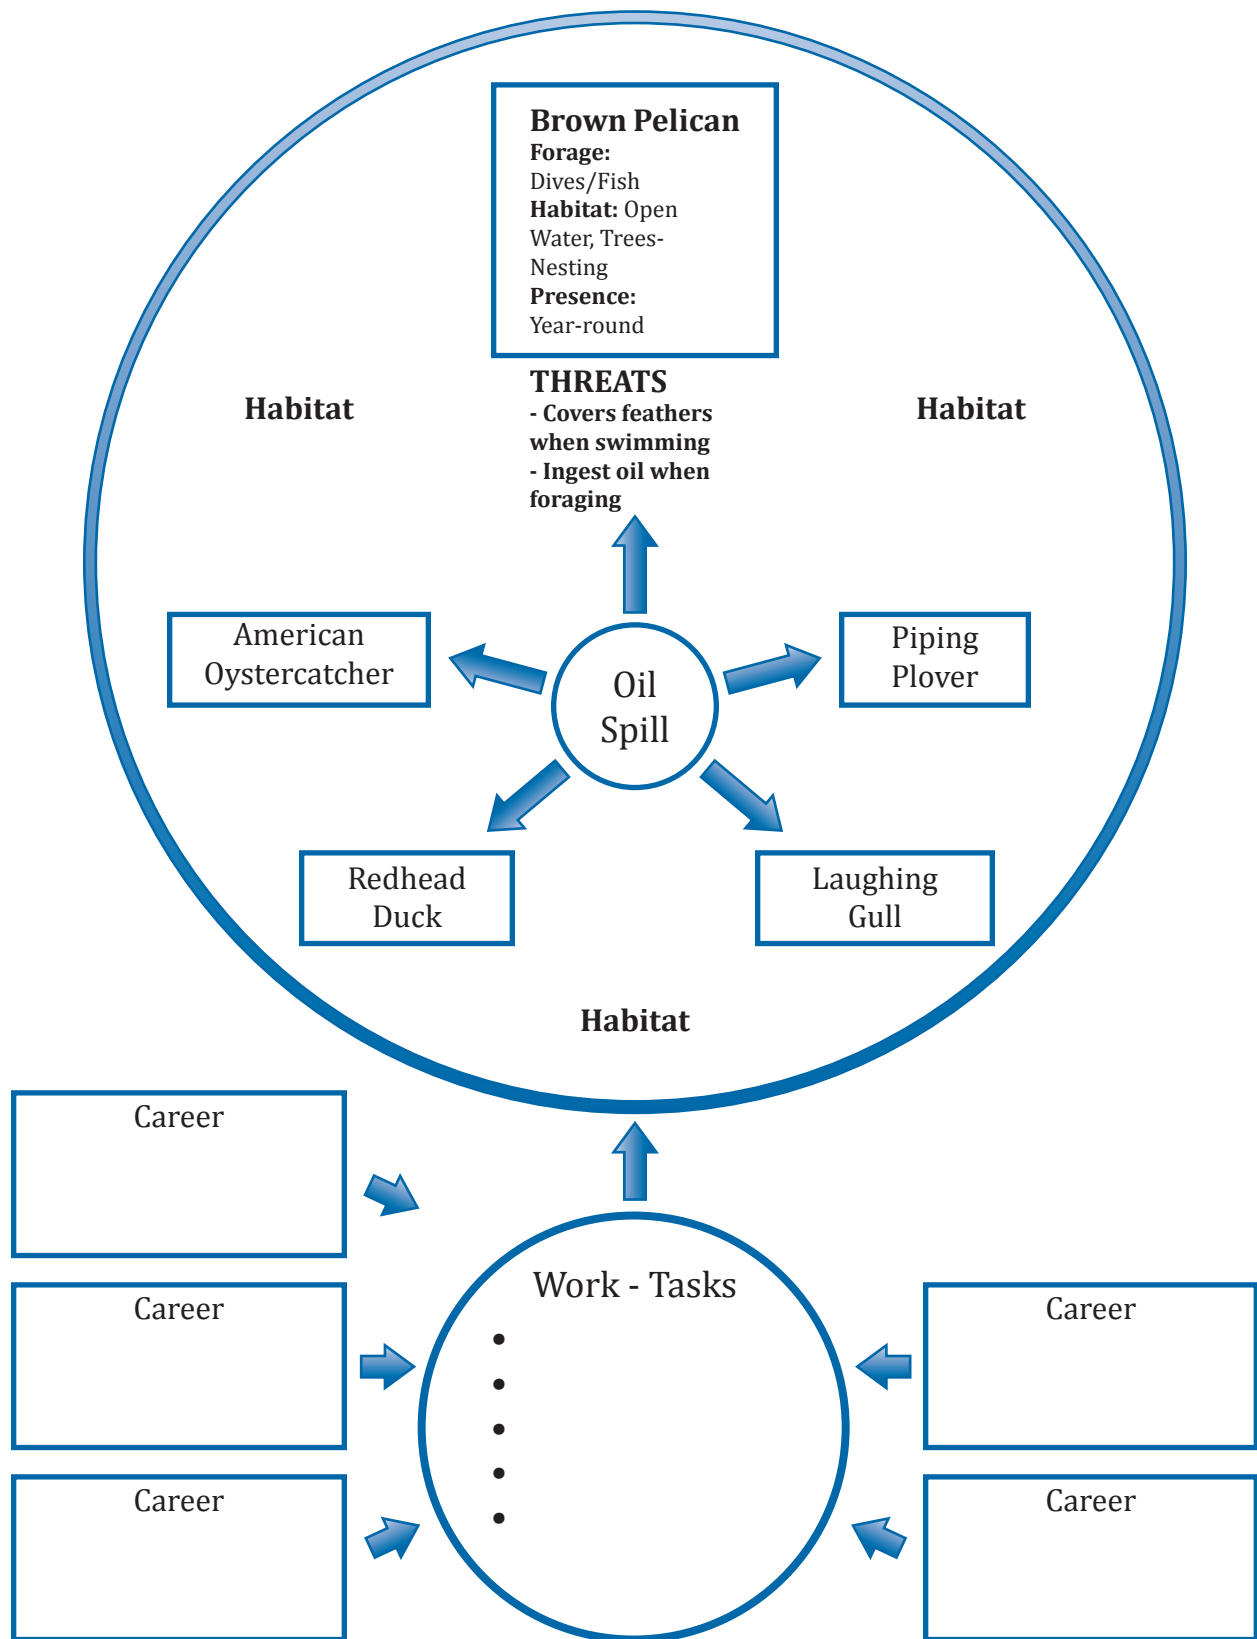 Brown Pelican
Forage:
Dives/Fish
Habitat: Open
Water, Trees-
Nesting
Presence:
Year-round
THREATS
- Covers feathers
when swimming
- Ingest oil when
foraging
Habitat
Habitat
American
Oystercatcher
Oil
Spill
Piping
Plover
Redhead
Duck
Laughing
Gull
Habitat
Career
Career
Career
Work - Tasks
•
•
•
•
•
Career
Career